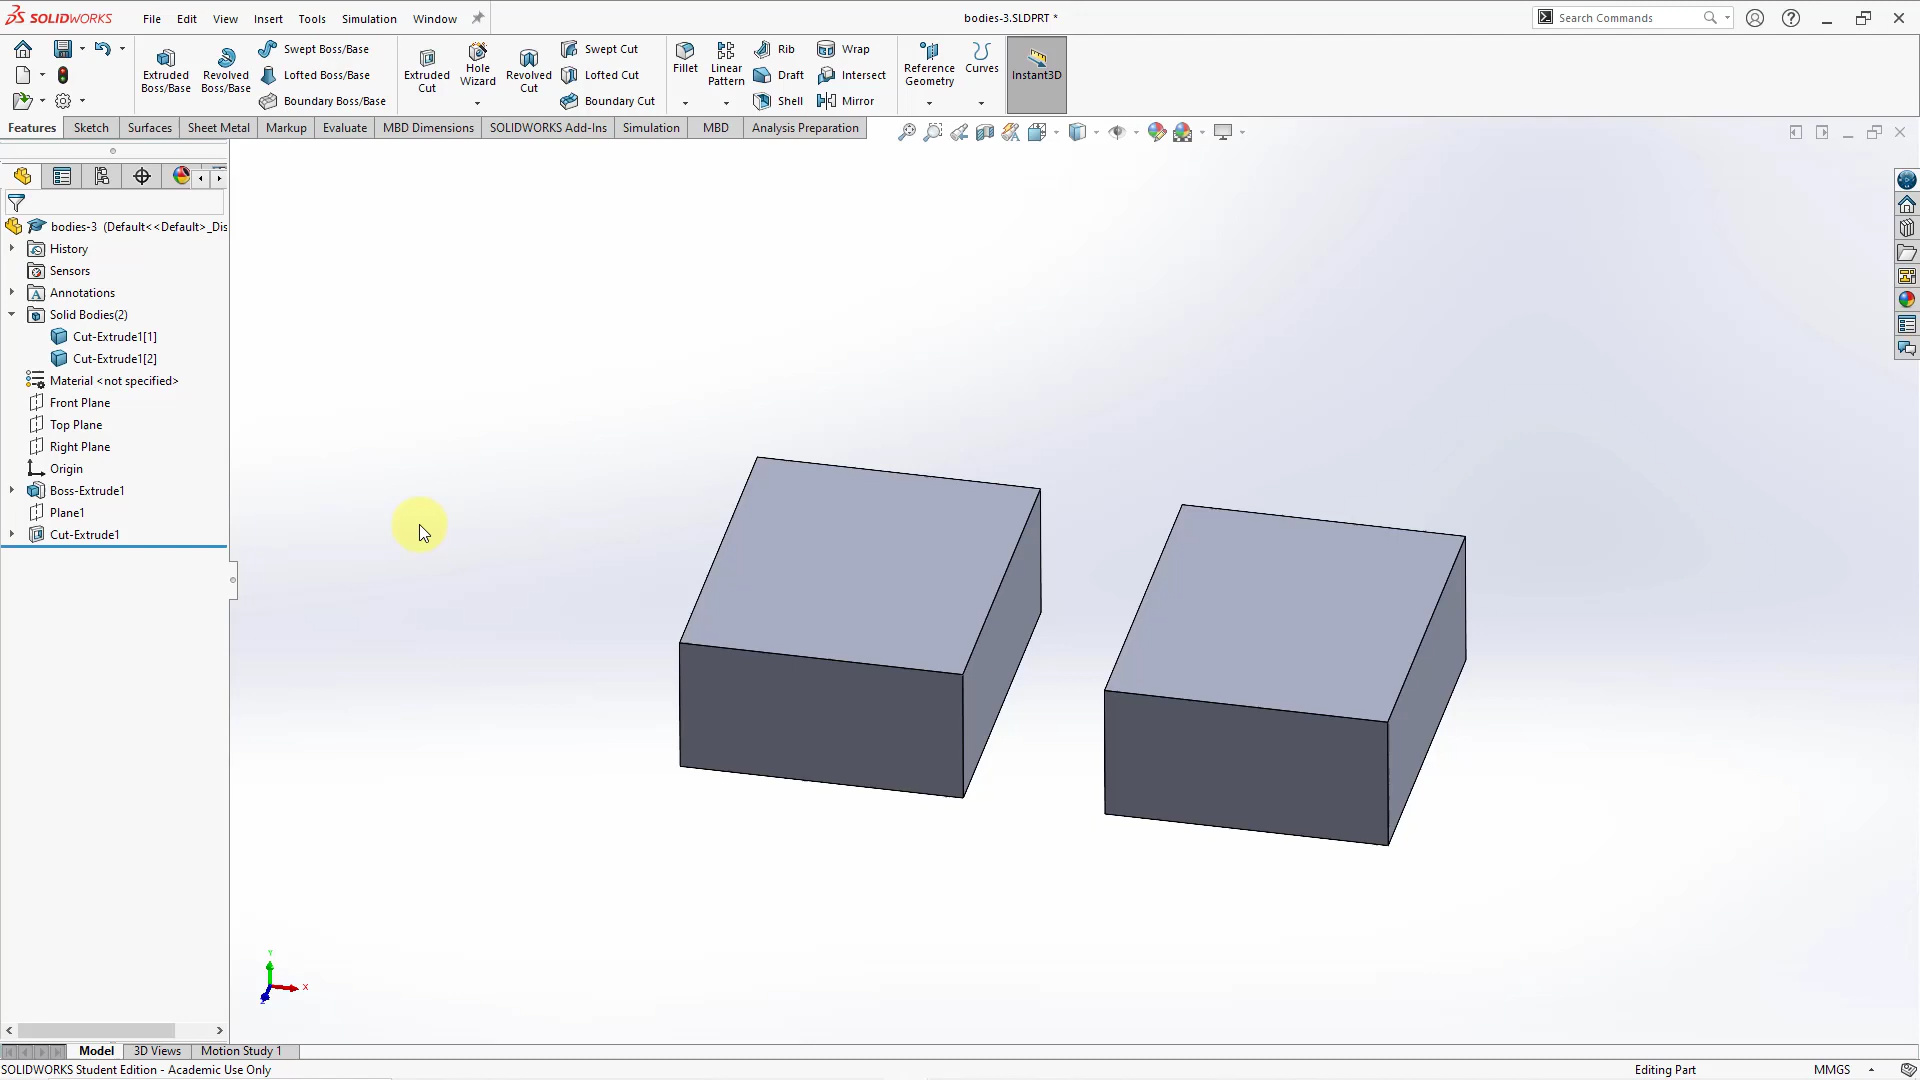 SOLIDWORKS File Edit View Insert Tools Simulation Window bodies-3.SLDPRT * Search Commands
Extruded Boss/Base
Revolved Boss/Base
Swept Boss/Base
Lofted Boss/Base
Boundary Boss/Base
Extruded Cut
Hole Wizard
Revolved Cut
Swept Cut
Lofted Cut
Boundary Cut
Fillet
Linear Pattern
Rib
Draft
Shell
Wrap
Intersect
Mirror
Reference Geometry
Curves
Instant3D
Features Sketch Surfaces Sheet Metal Markup Evaluate MBD Dimensions SOLIDWORKS Add-Ins Simulation MBD Analysis Preparation
bodies-3 (Default<<Default>_Dis
History
Sensors
Annotations
Solid Bodies(2)
Cut-Extrude1[1]
Cut-Extrude1[2]
Material <not specified>
Front Plane
Top Plane
Right Plane
Origin
Boss-Extrude1
Plane1
Cut-Extrude1
Y
X
Z
Model 3D Views Motion Study 1
SOLIDWORKS Student Edition - Academic Use Only Editing Part MMGS